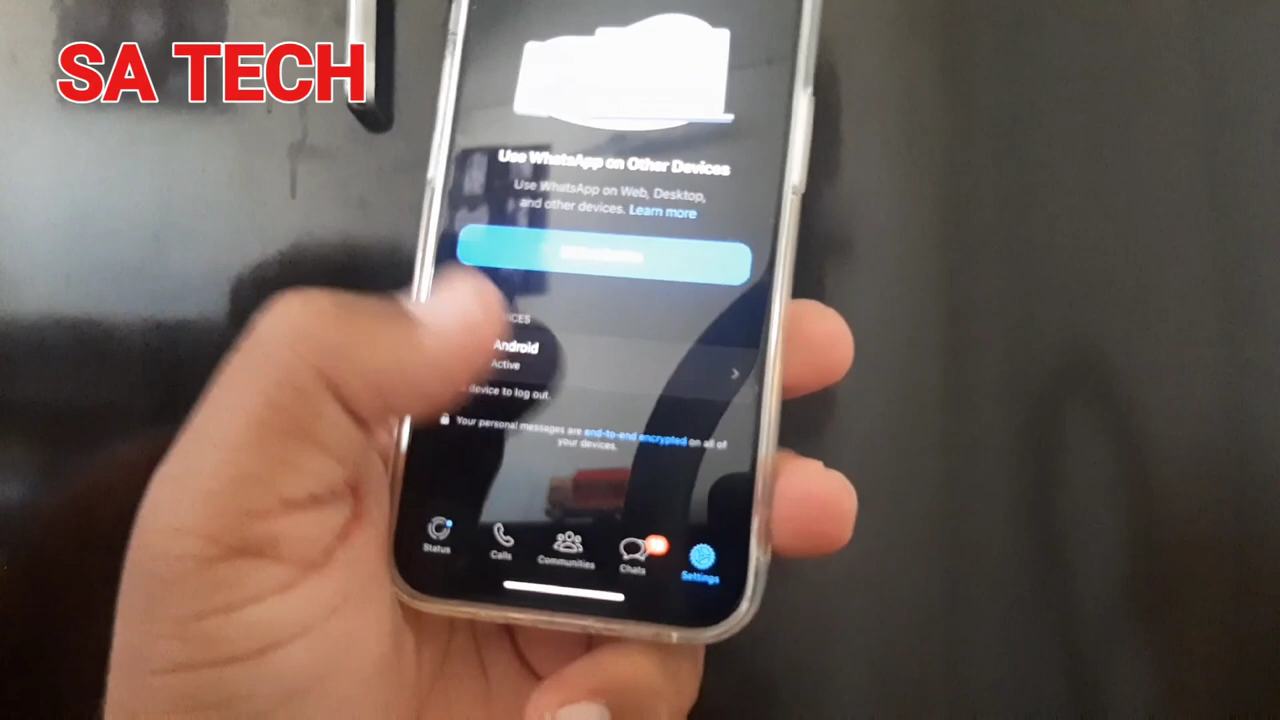 SA TECH
Use WhatsApp on Other Devices
Use WhatsApp on Web, Desktop,
and other devices. Learn more
ICES
Android
Active
device to log out.
Your personal messages are end-to-end encrypted on all of
your devices.
Status
Calls
Communities
Chats
Settings